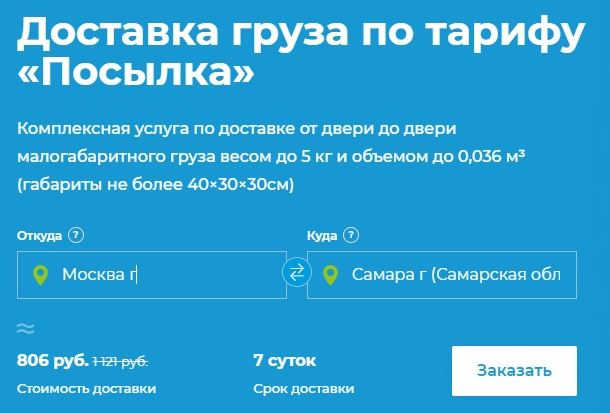 Доставка груза по тарифу
«Посылка»
Комплексная услуга по доставке от двери до двери
малогабаритного груза весом до 5 кг и объемом до 0,036 м³
(габариты не более 40×30×30см)
Откуда ? Куда ?
Москва г Самара г (Самарская обл
806 руб. 1 121 руб. 7 суток Заказать
Стоимость доставки Срок доставки